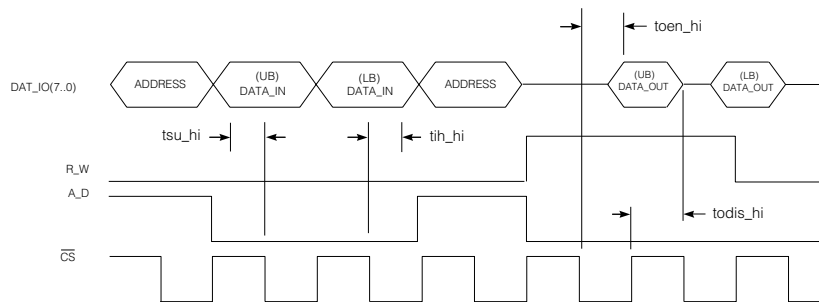 toen_hi
DAT_IO(7..0)
ADDRESS
(UB)
DATA_IN
(LB)
DATA_IN
ADDRESS
(UB)
DATA_OUT
(LB)
DATA_OUT
tsu_hi
tih_hi
R_W
A_D
todis_hi
CS